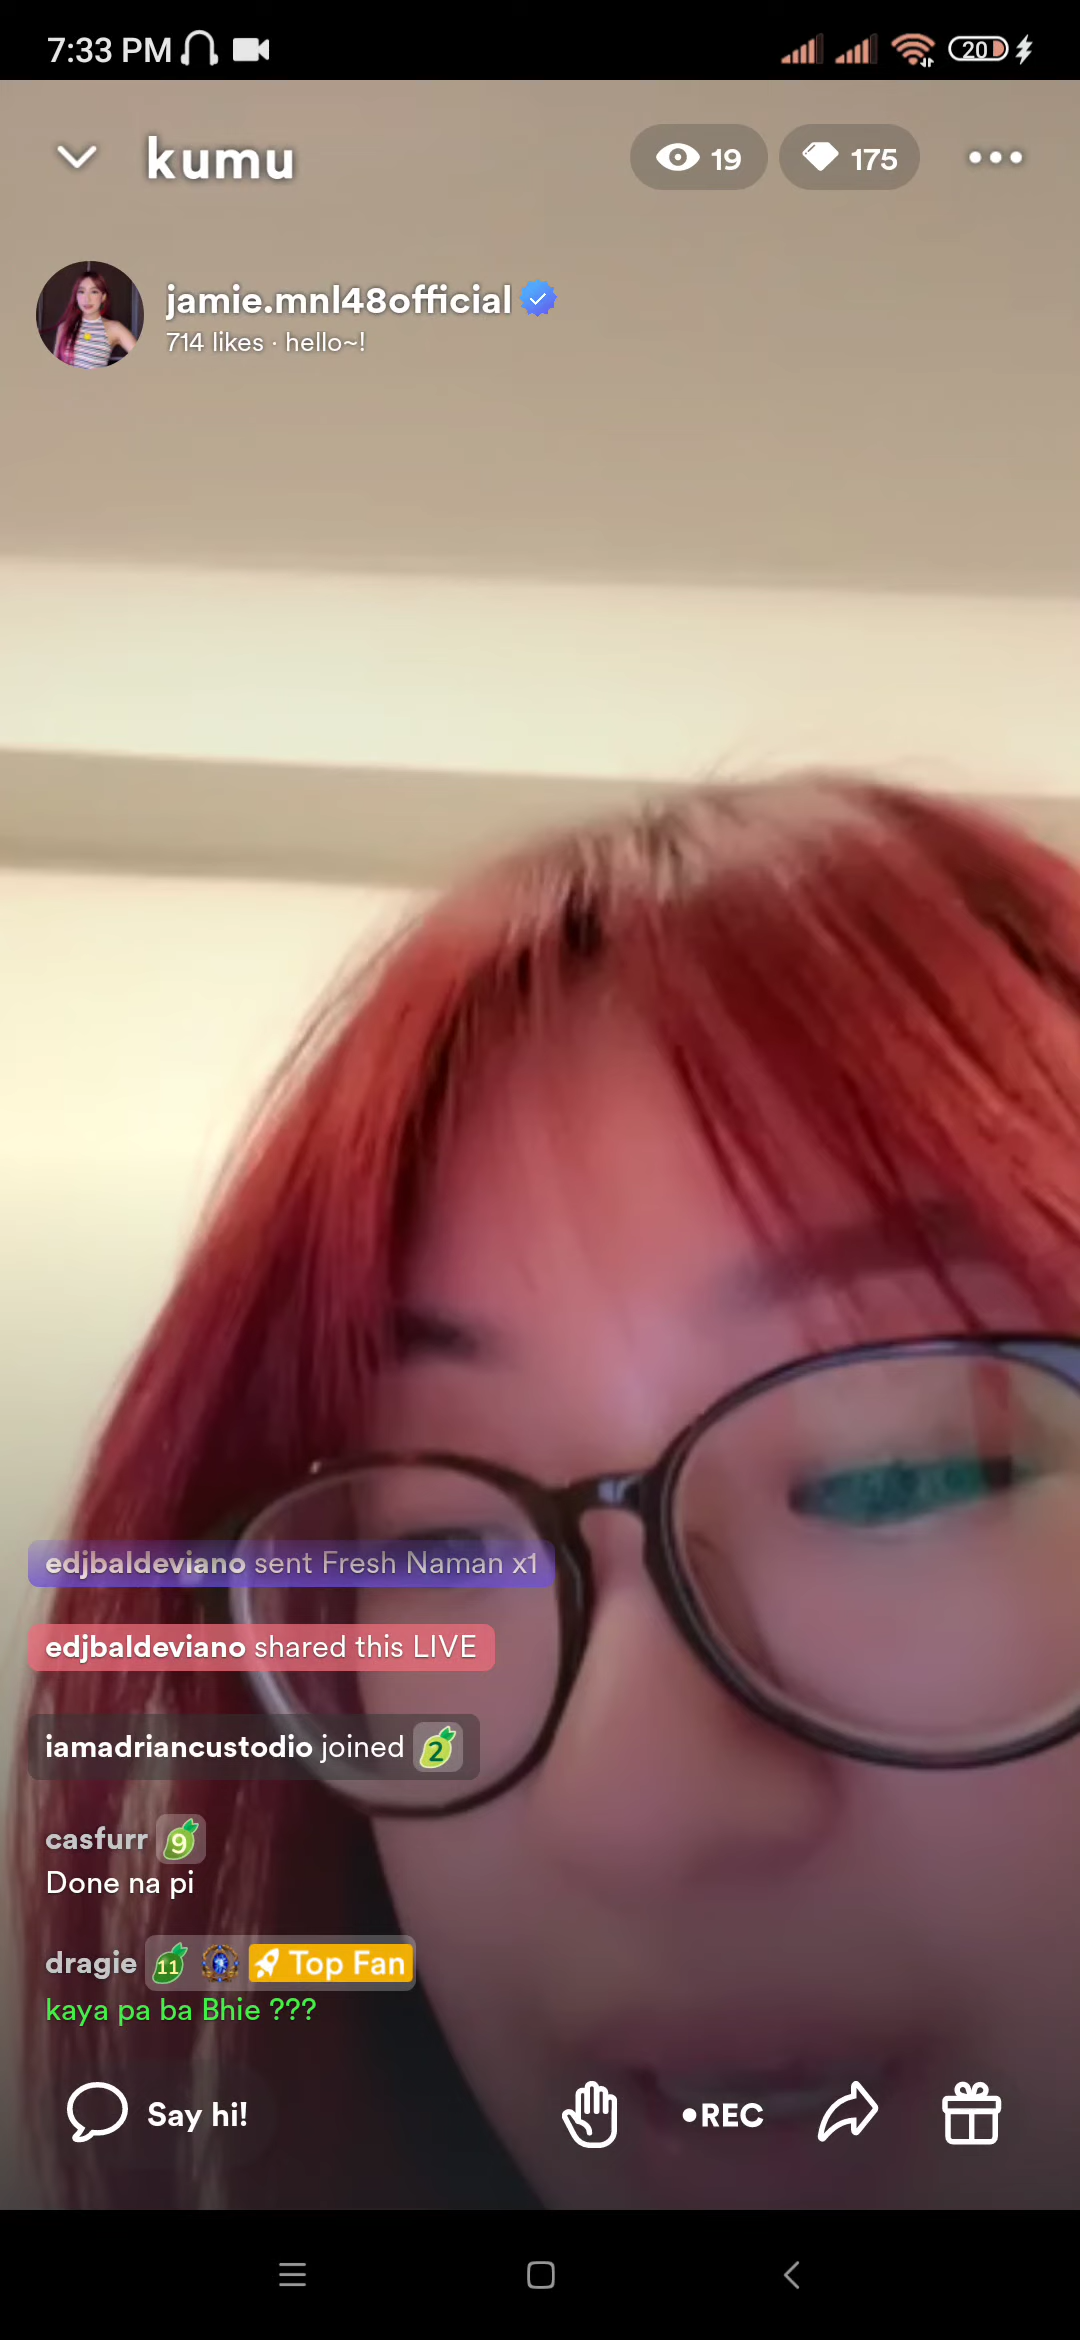 7:33 PM
20
kumu
19
175
jamie.mnl48official
714 likes · hello~!
edjbaldeviano sent Fresh Naman x1
edjbaldeviano shared this LIVE
iamadriancustodio joined 2
casfurr 9
Done na pi
dragie 11 Top Fan
kaya pa ba Bhie ???
Say hi!
•REC